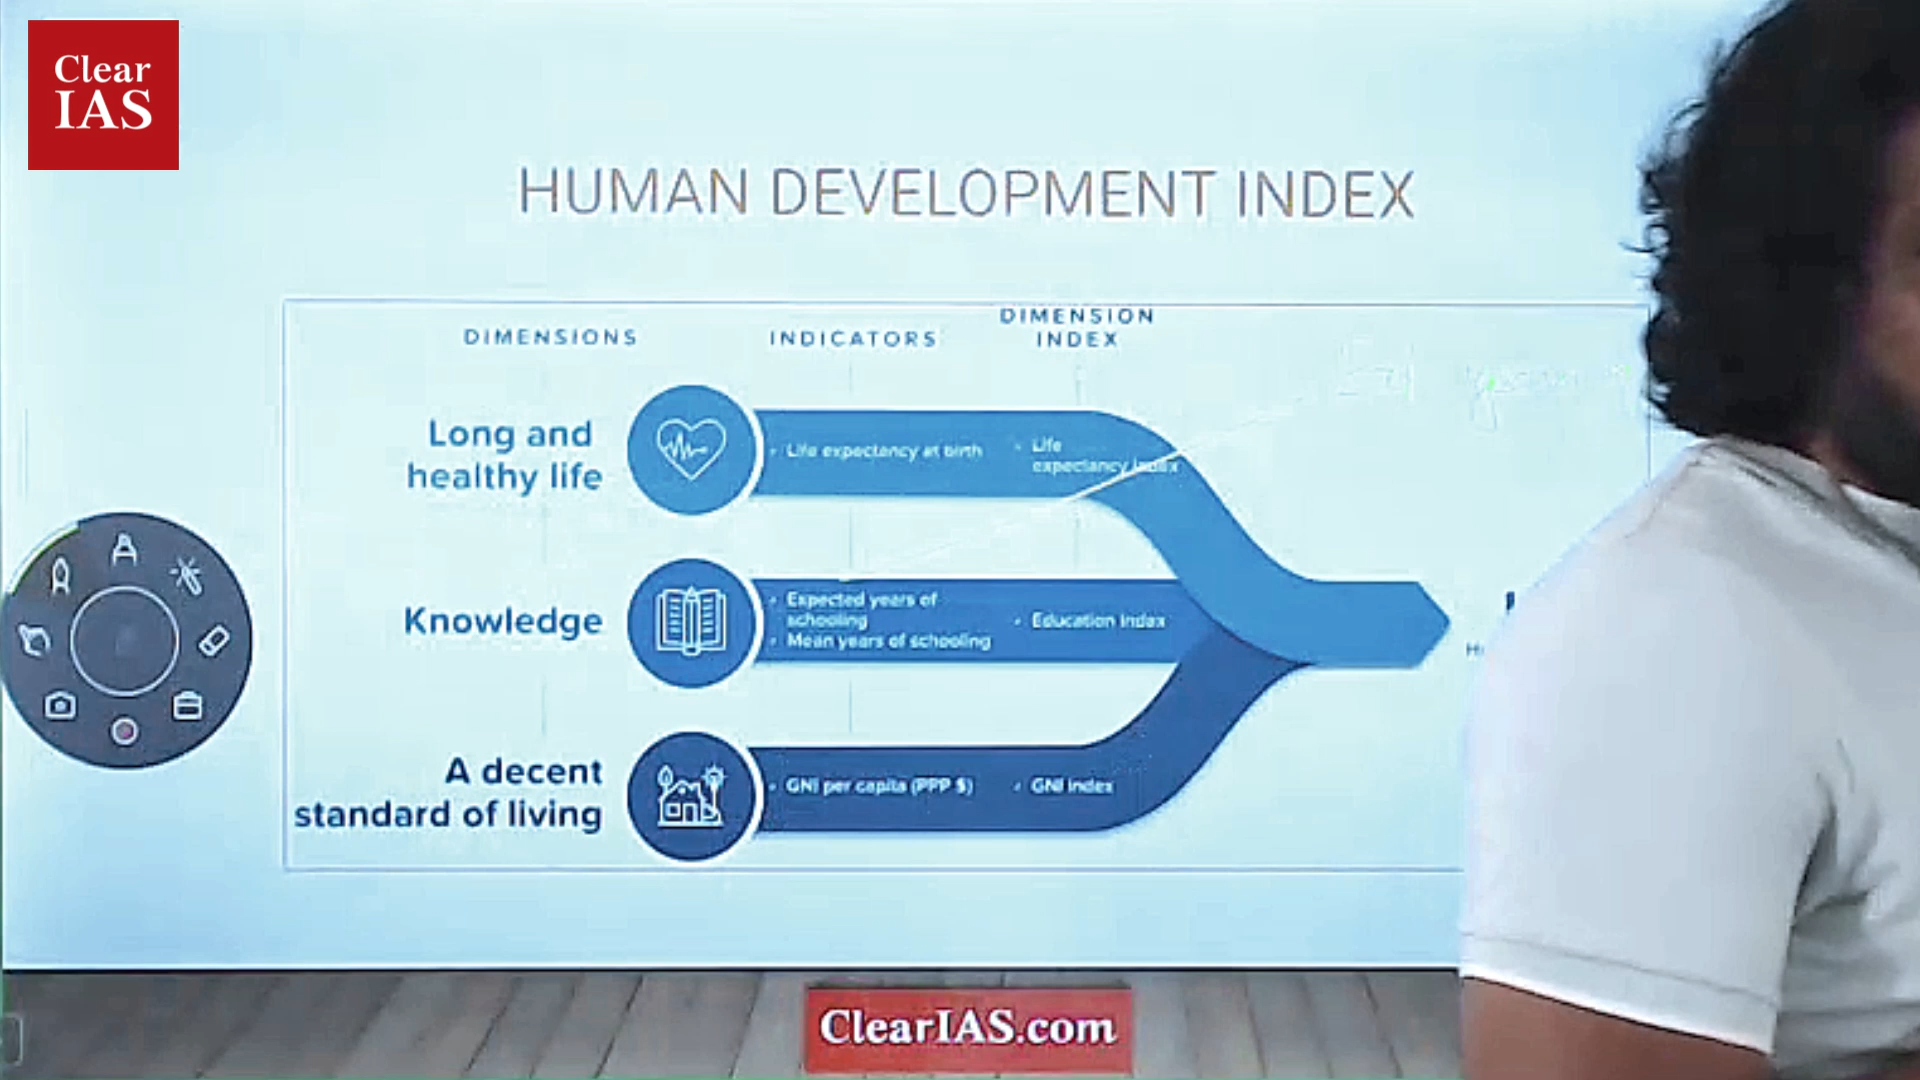 Clear
IAS
HUMAN DEVELOPMENT INDEX
DIMENSIONS
INDICATORS
DIMENSION
INDEX
Long and
healthy life
• Life expectancy at birth
• Life
expectancy index
Knowledge
• Expected years of
schooling
• Mean years of schooling
• Education index
A decent
standard of living
• GNI per capita (PPP $)
• GNI index
ClearIAS.com